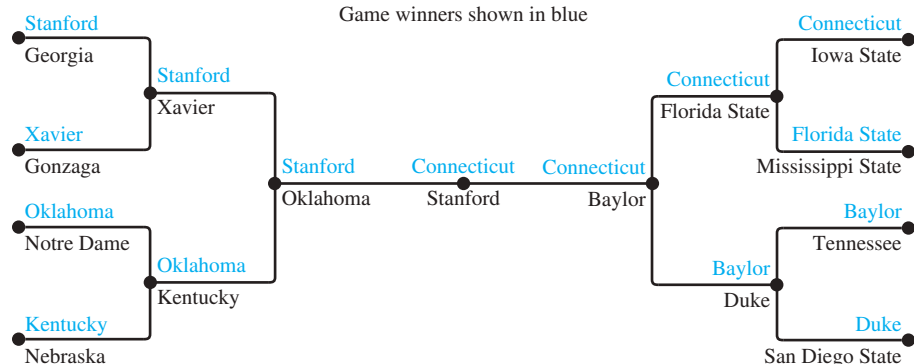 Game winners shown in blue
Stanford
Georgia
Stanford
Xavier
Xavier
Gonzaga
Stanford
Oklahoma
Oklahoma
Notre Dame
Oklahoma
Kentucky
Kentucky
Nebraska
Connecticut
Stanford
Connecticut
Baylor
Connecticut
Florida State
Connecticut
Iowa State
Florida State
Mississippi State
Baylor
Duke
Baylor
Tennessee
Duke
San Diego State